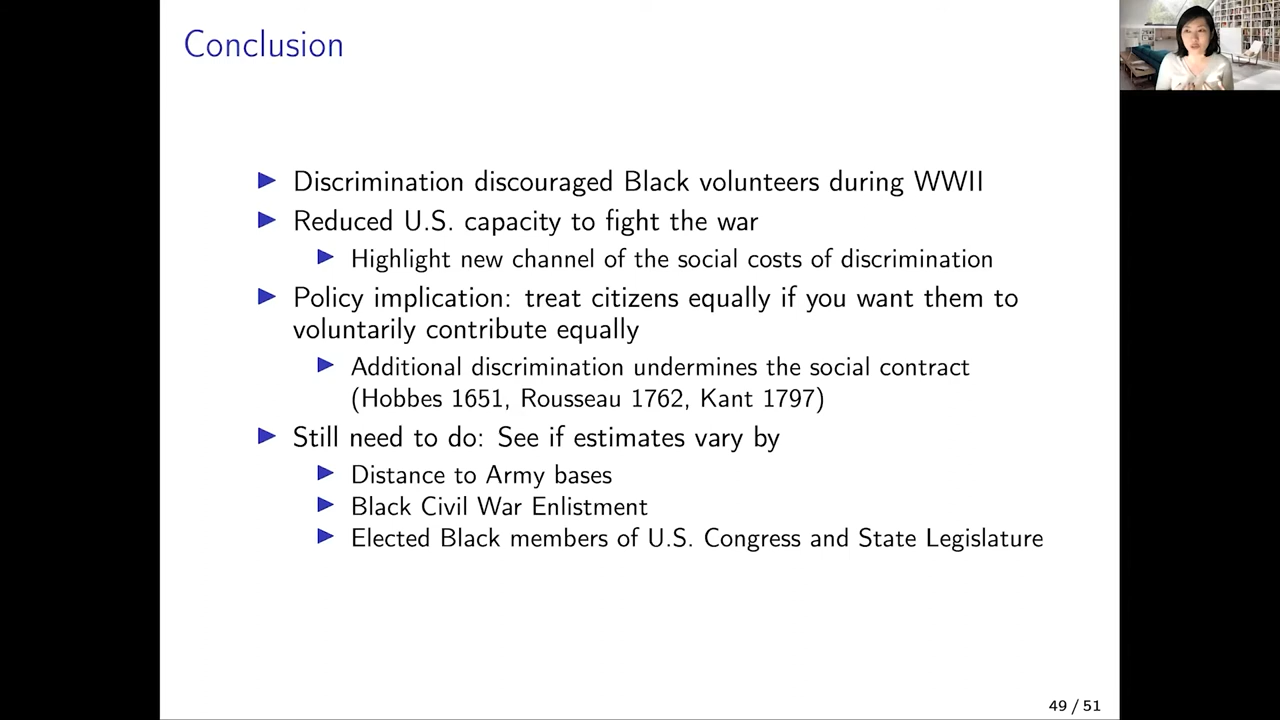 Conclusion
Discrimination discouraged Black volunteers during WWII
Reduced U.S. capacity to fight the war
Highlight new channel of the social costs of discrimination
Policy implication: treat citizens equally if you want them to
voluntarily contribute equally
Additional discrimination undermines the social contract
(Hobbes 1651, Rousseau 1762, Kant 1797)
Still need to do: See if estimates vary by
Distance to Army bases
Black Civil War Enlistment
Elected Black members of U.S. Congress and State Legislature
49 / 51